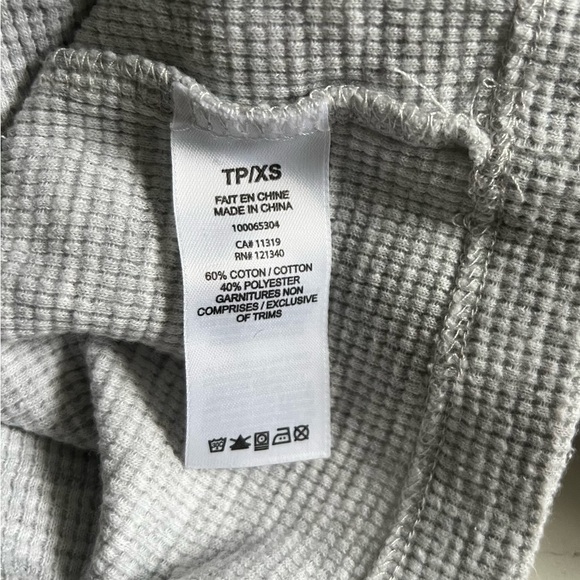 TP/XS
FAIT EN CHINE
MADE IN CHINA
100065304
CA# 11319
RN# 121340
60% COTON / COTTON
40% POLYESTER
GARNITURES NON
COMPRISES / EXCLUSIVE
OF TRIMS